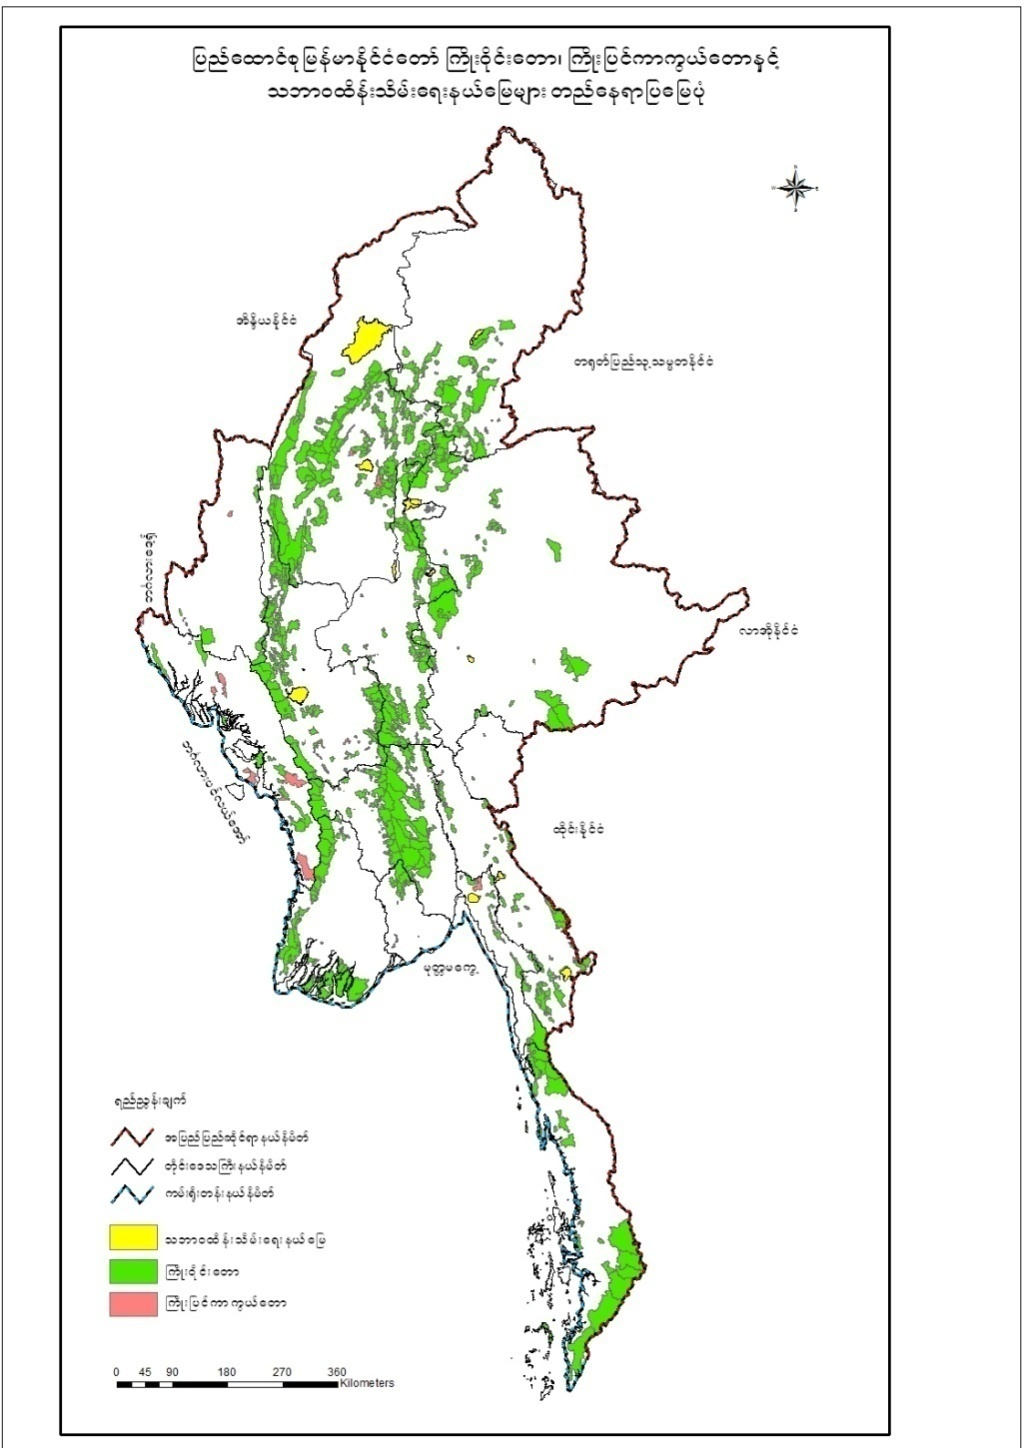 ပြည်ထောင်စုမြန်မာနိုင်ငံတော် ကြိုးဝိုင်းတော၊ ကြိုးပြင်ကာကွယ်တောနှင့်
သဘာဝထိန်းသိမ်းရေးနယ်မြေများ တည်နေရာပြမြေပုံ
အိန္ဒိယနိုင်ငံ
တရုတ်ပြည်သူ့သမ္မတနိုင်ငံ
ဘင်္ဂလားဒေ့ရှ်
လာအိုနိုင်ငံ
ဘင်္ဂလားပင်လယ်အော်
ထိုင်းနိုင်ငံ
မုတ္တမကွေ့
ရည်ညွှန်းချက်
အပြည်ပြည်ဆိုင်ရာနယ်နိမိတ်
တိုင်းဒေသကြီးနယ်နိမိတ်
ကမ်းရိုးတန်းနယ်နိမိတ်
သဘာဝထိန်းသိမ်းရေးနယ်မြေ
ကြိုးဝိုင်းတော
ကြိုးပြင်ကာကွယ်တော
0 45 90 180 270 360
Kilometers